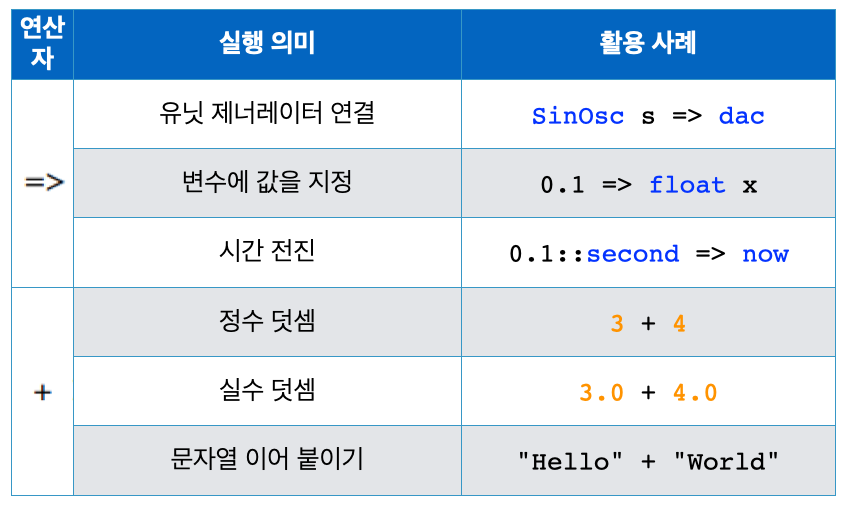 연산
자
실행 의미
활용 사례
=>
유닛 제너레이터 연결
SinOsc s => dac
변수에 값을 지정
0.1 => float x
시간 전진
0.1::second => now
+
정수 덧셈
3 + 4
실수 덧셈
3.0 + 4.0
문자열 이어 붙이기
"Hello" + "World"